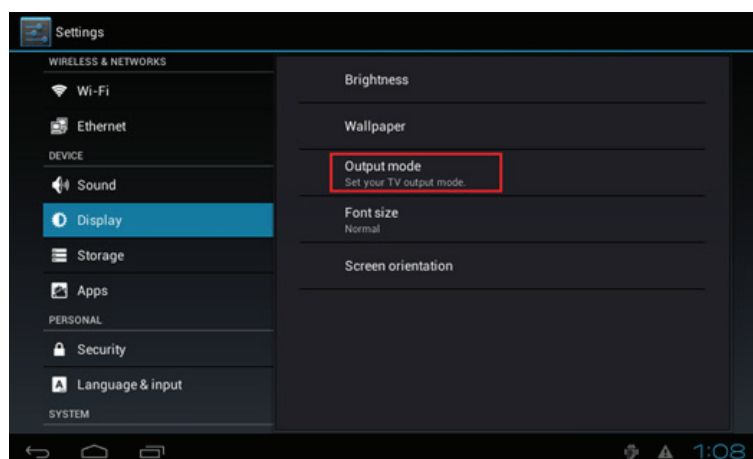 Settings
WIRELESS & NETWORKS
Wi-Fi
Ethernet
DEVICE
Sound
Display
Storage
Apps
PERSONAL
Security
Language & input
SYSTEM
Brightness
Wallpaper
Output mode
Set your TV output mode.
Font size
Normal
Screen orientation
1:08